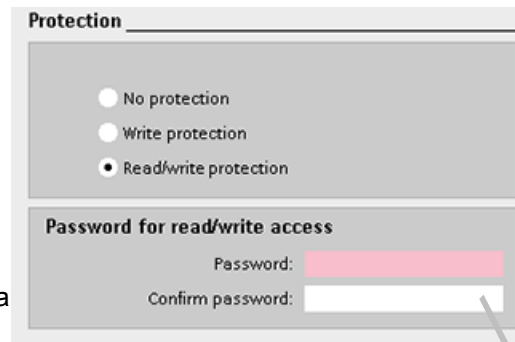 Protection
No protection
Write protection
Read/write protection
Password for read/write access
Password:
a
Confirm password: